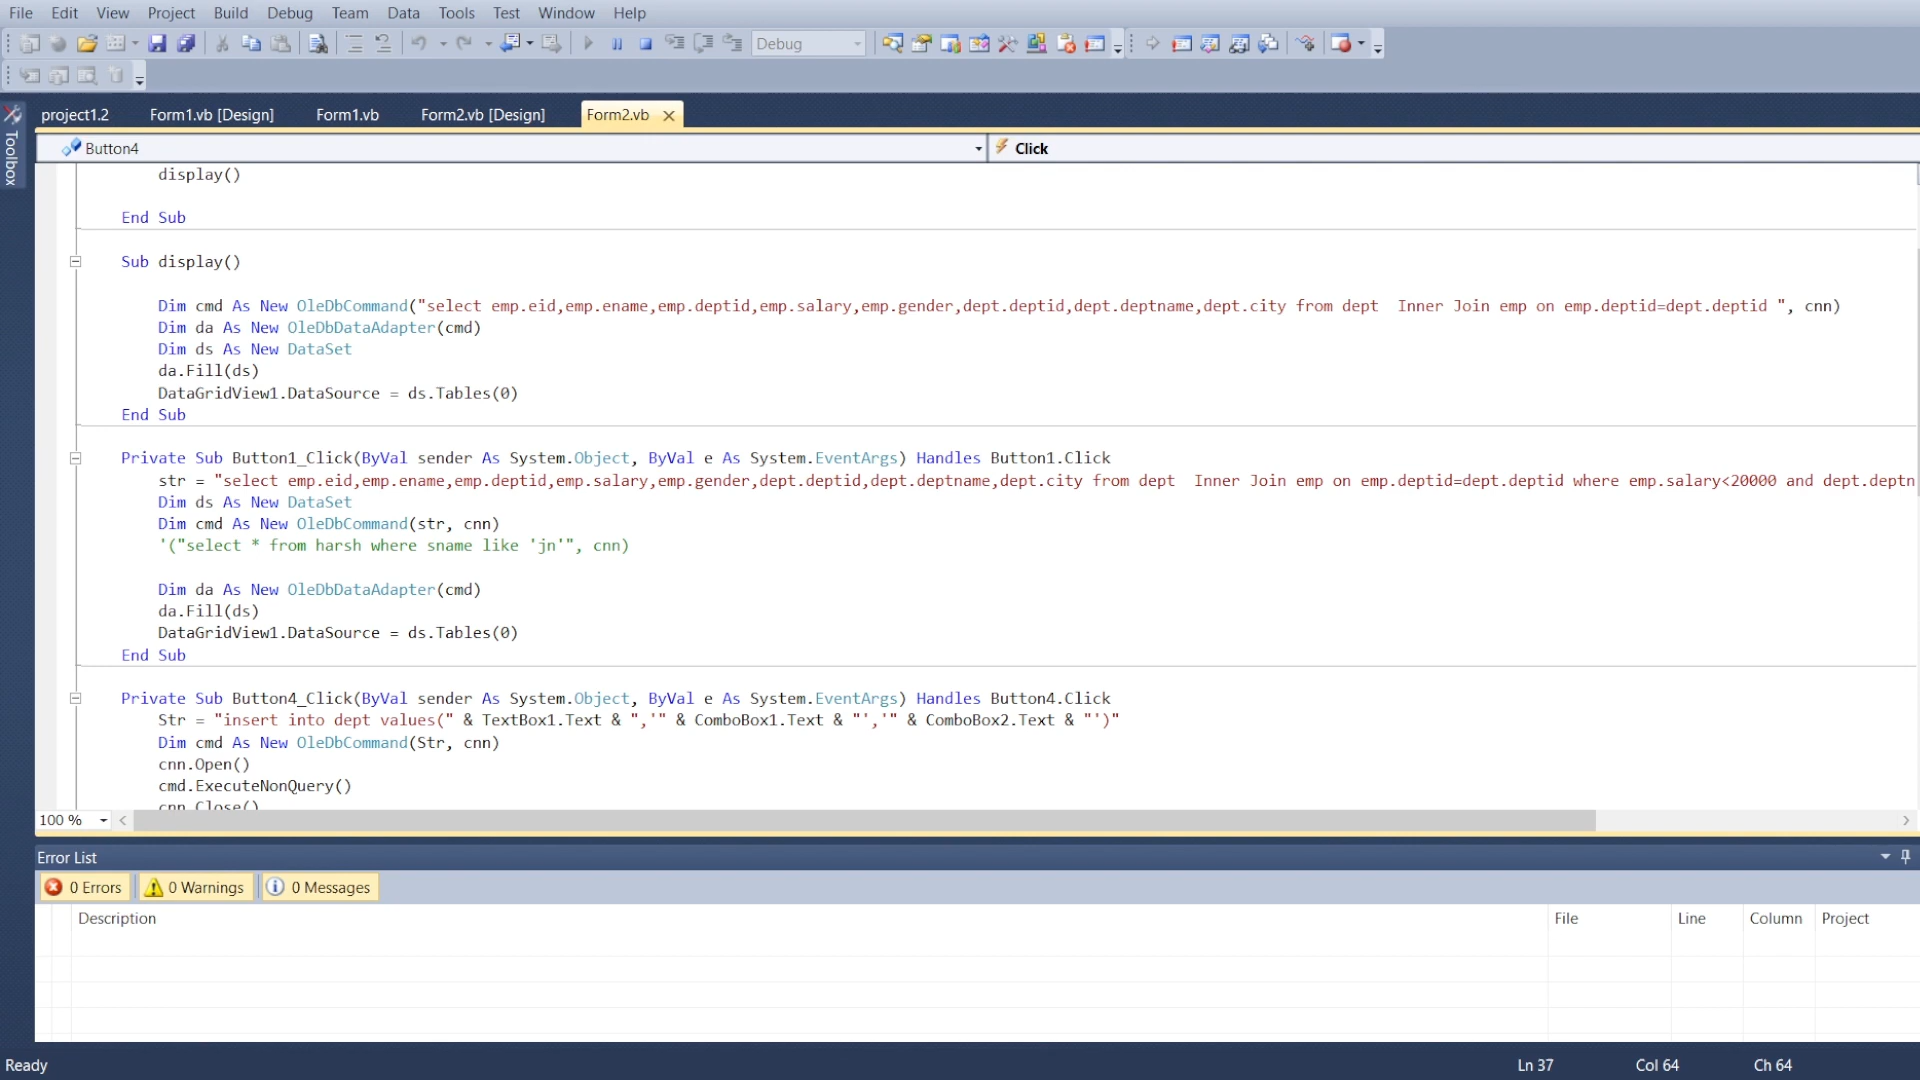 File Edit View Project Build Debug Team Data Tools Test Window Help
Debug
Toolbox
project1.2 Form1.vb [Design] Form1.vb Form2.vb [Design] Form2.vb
Button4 Click
display()
End Sub
Sub display()
Dim cmd As New OleDbCommand("select emp.eid,emp.ename,emp.deptid,emp.salary,emp.gender,dept.deptid,dept.deptname,dept.city from dept  Inner Join emp on emp.deptid=dept.deptid ", cnn)
Dim da As New OleDbDataAdapter(cmd)
Dim ds As New DataSet
da.Fill(ds)
DataGridView1.DataSource = ds.Tables(0)
End Sub
Private Sub Button1_Click(ByVal sender As System.Object, ByVal e As System.EventArgs) Handles Button1.Click
str = "select emp.eid,emp.ename,emp.deptid,emp.salary,emp.gender,dept.deptid,dept.deptname,dept.city from dept  Inner Join emp on emp.deptid=dept.deptid where emp.salary<20000 and dept.deptn
Dim ds As New DataSet
Dim cmd As New OleDbCommand(str, cnn)
'("select * from harsh where sname like 'jn'", cnn)
Dim da As New OleDbDataAdapter(cmd)
da.Fill(ds)
DataGridView1.DataSource = ds.Tables(0)
End Sub
Private Sub Button4_Click(ByVal sender As System.Object, ByVal e As System.EventArgs) Handles Button4.Click
Str = "insert into dept values(" & TextBox1.Text & ",'" & ComboBox1.Text & "','" & ComboBox2.Text & "')"
Dim cmd As New OleDbCommand(Str, cnn)
cnn.Open()
cmd.ExecuteNonQuery()
cnn.Close()
100 %
Error List
0 Errors 0 Warnings 0 Messages
Description File Line Column Project
Ready Ln 37 Col 64 Ch 64